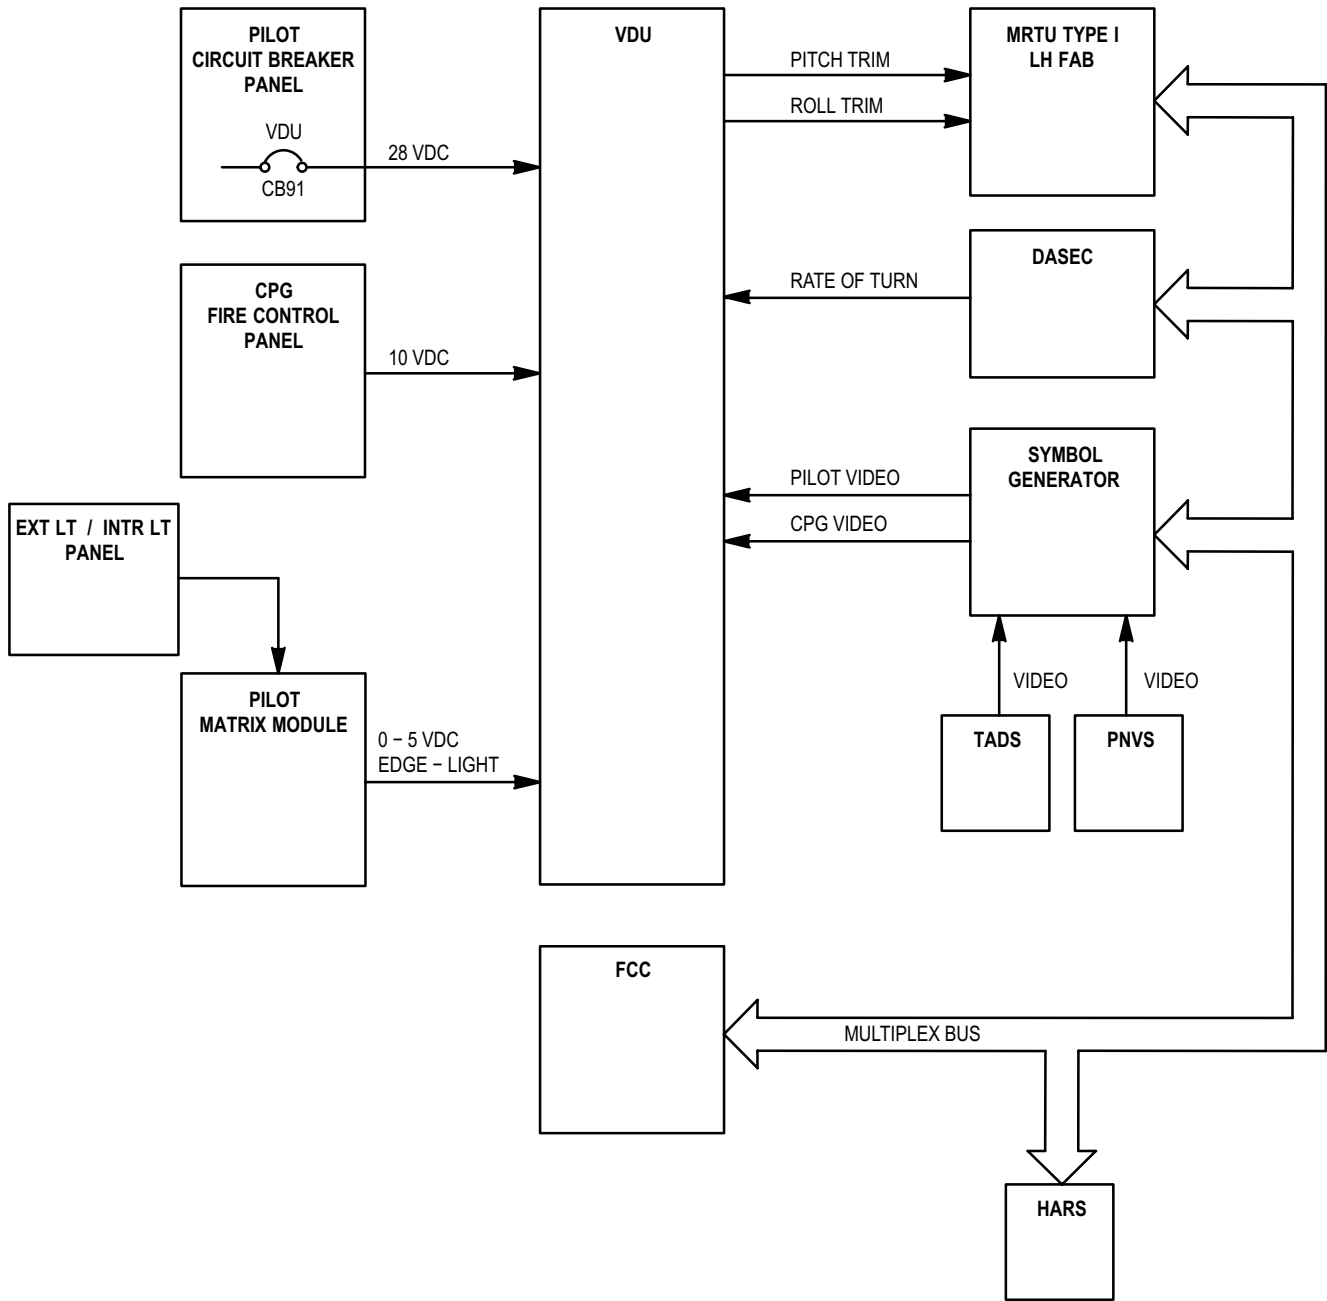 PILOT
CIRCUIT BREAKER
PANEL
VDU
CB91
28 VDC
VDU
PITCH TRIM
ROLL TRIM
MRTU TYPE I
LH FAB
CPG
FIRE CONTROL
PANEL
10 VDC
RATE OF TURN
DASEC
PILOT VIDEO
CPG VIDEO
SYMBOL
GENERATOR
EXT LT / INTR LT
PANEL
PILOT
MATRIX MODULE
0 − 5 VDC
EDGE − LIGHT
VIDEO
VIDEO
TADS
PNVS
FCC
MULTIPLEX BUS
HARS